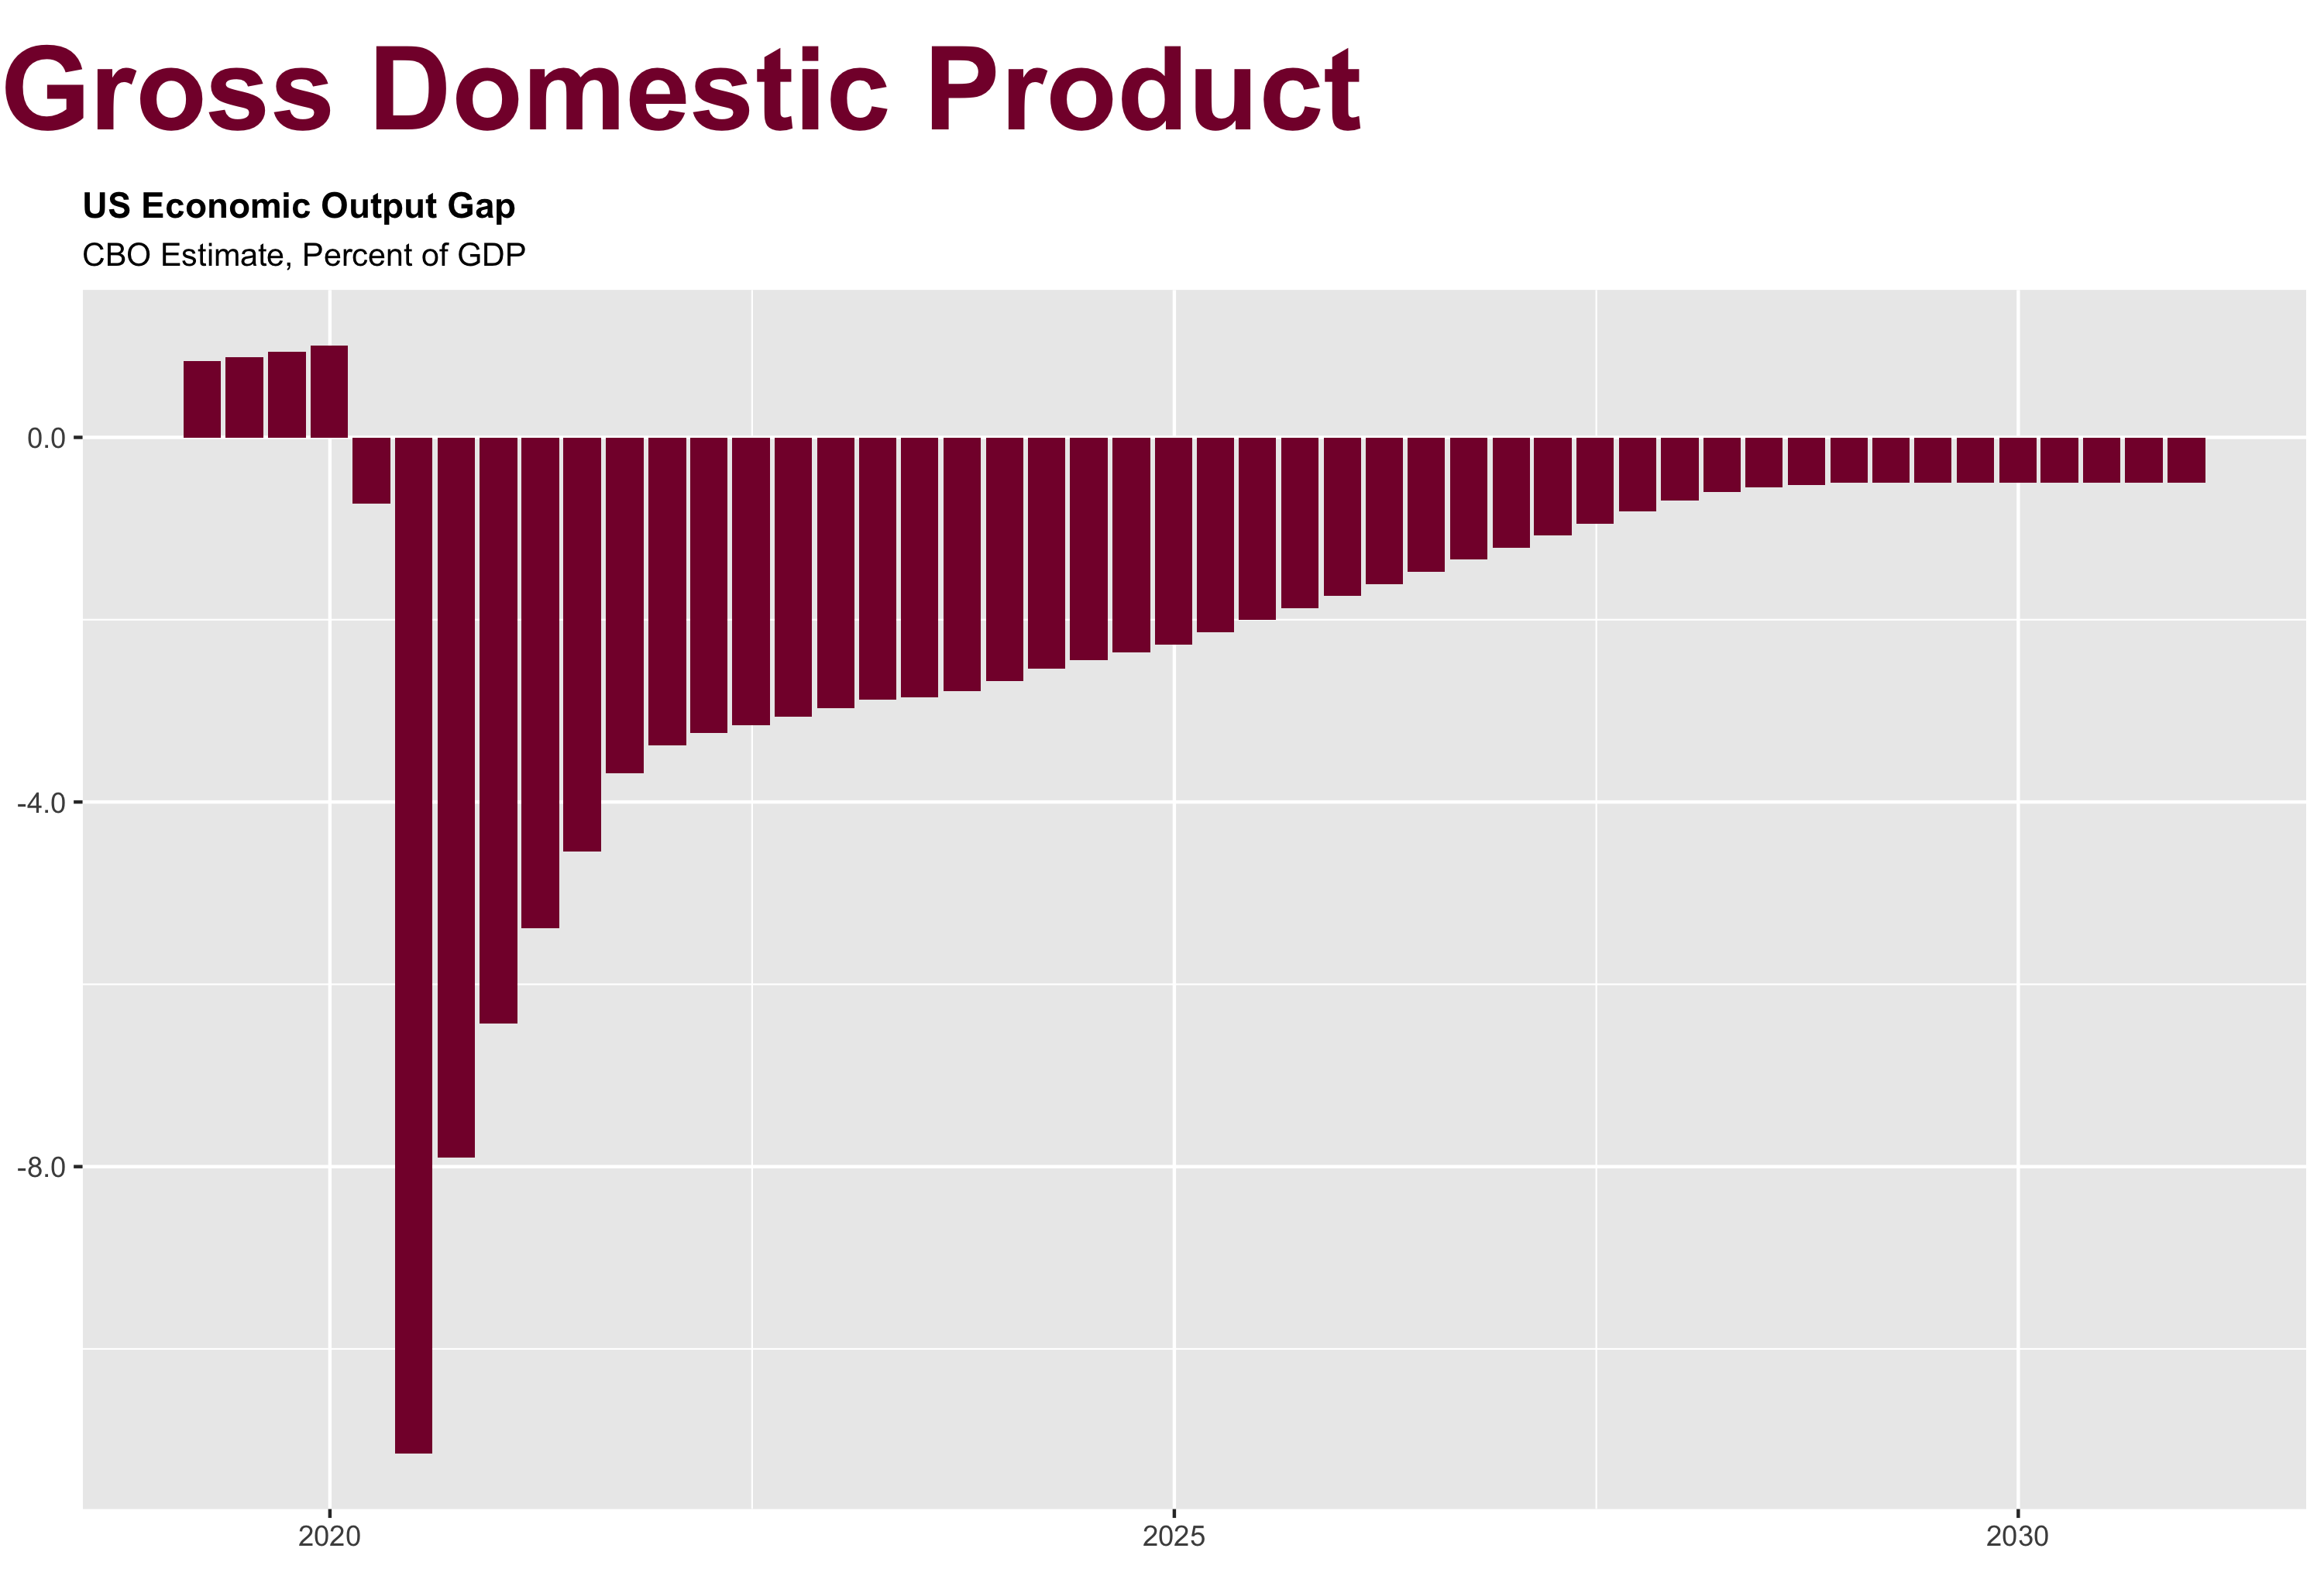 Gross Domestic Product
US Economic Output Gap
CBO Estimate, Percent of GDP
0.0
-4.0
-8.0
2020 2025 2030